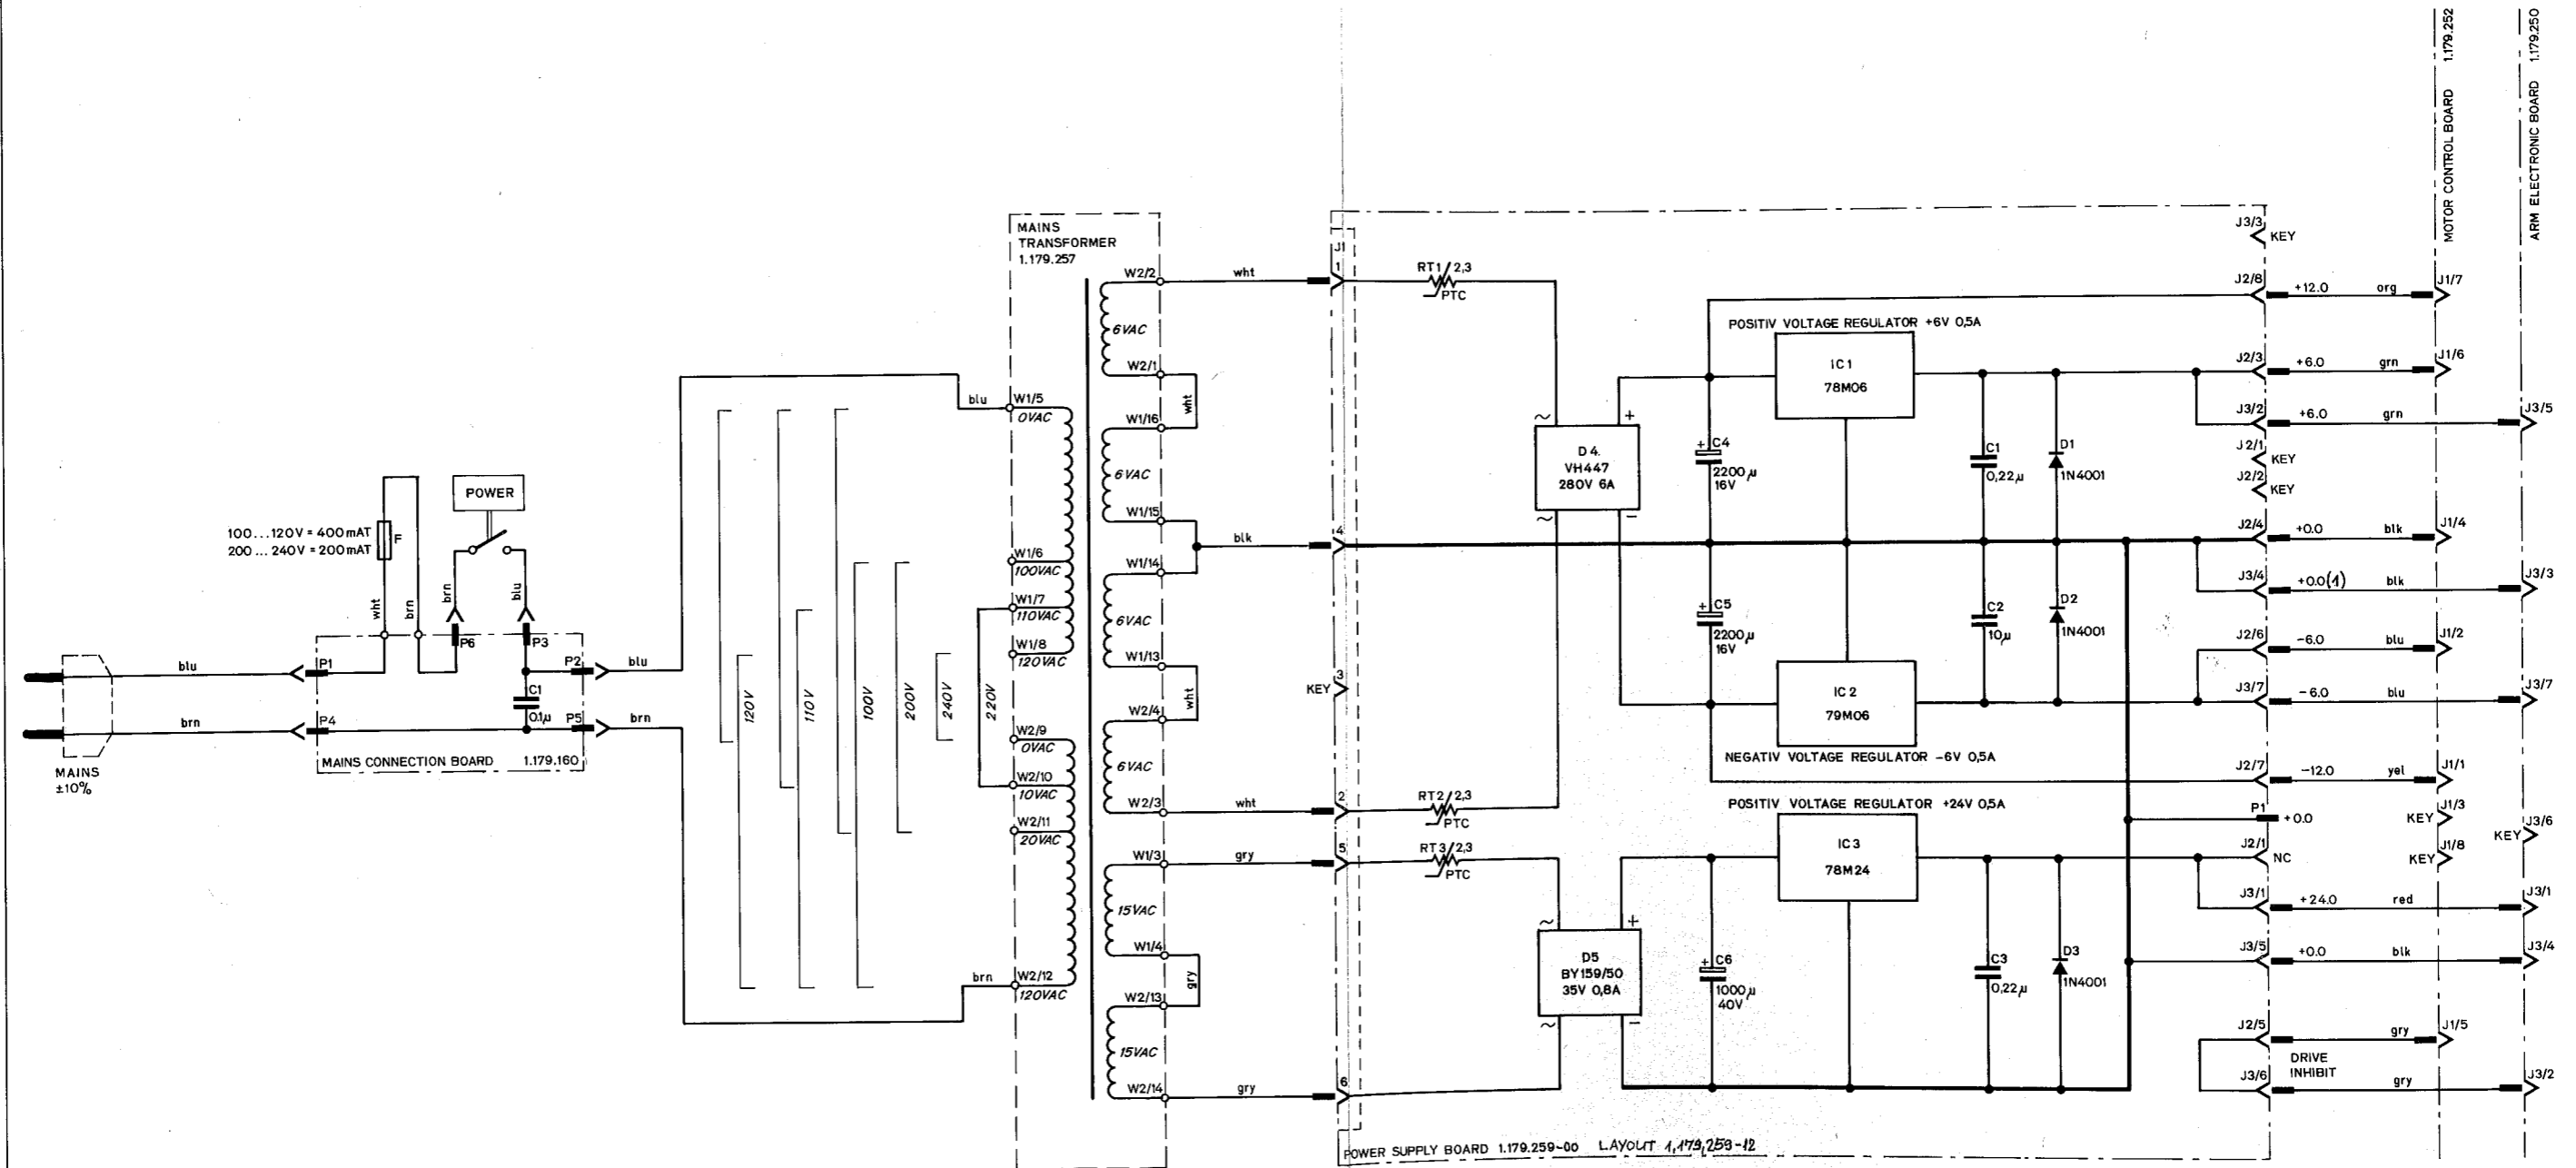 MOTOR CONTROL BOARD 1.179.252
ARM ELECTRONIC BOARD 1.179.250
MAINS
TRANSFORMER
1.179.257
W2/2
6VAC
W2/1
wht
W1/16
6VAC
W1/15
W1/14
6VAC
W1/13
wht
W2/4
6VAC
W2/3
W1/3
15VAC
W1/4
gry
W2/13
15VAC
W2/14
W1/5
0VAC
W1/6
100VAC
W1/7
110VAC
W1/8
120VAC
W2/9
0VAC
W2/10
10VAC
W2/11
20VAC
W2/12
120VAC
blu
brn
120V
110V
100V
200V
240V
220V
POWER
100...120V = 400mAT
200...240V = 200mAT
F
wht
brn
brn
blu
P6
P3
P1
P2
blu
blu
C1
0.1µ
P4
P5
brn
brn
MAINS CONNECTION BOARD 1.179.160
MAINS
±10%
wht
blk
wht
gry
gry
J1
1
4
KEY 3
2
5
6
RT1/2,3
PTC
RT2/2,3
PTC
RT3/2,3
PTC
~
+
D4.
VH447
280V 6A
~
−
~
+
D5
BY159/50
35V 0,8A
~
−
POSITIV VOLTAGE REGULATOR +6V 0,5A
IC1
78M06
+ C4
2200µ
16V
C1
0,22µ
D1
1N4001
+ C5
2200µ
16V
C2
10µ
D2
1N4001
IC2
79M06
NEGATIV VOLTAGE REGULATOR −6V 0,5A
POSITIV VOLTAGE REGULATOR +24V 0,5A
IC3
78M24
+ C6
1000µ
40V
C3
0,22µ
D3
1N4001
J3/3
KEY
J2/8 +12.0 org J1/7
J2/3 +6.0 grn J1/6
J3/2 +6.0 grn J3/5
J2/1
KEY
J2/2
KEY
J2/4 +0.0 blk J1/4
J3/4 +0.0(1) blk J3/3
J2/6 −6.0 blu J1/2
J3/7 −6.0 blu J3/7
J2/7 −12.0 yel J1/1
P1 +0.0
J1/3
KEY
J3/6
KEY
J2/1 NC
J1/8
KEY
J3/1 +24.0 red J3/1
J3/5 +0.0 blk J3/4
J2/5 gry J1/5
DRIVE
INHIBIT
J3/6 gry J3/2
POWER SUPPLY BOARD 1.179.259-00 LAYOUT 1,179,259-12